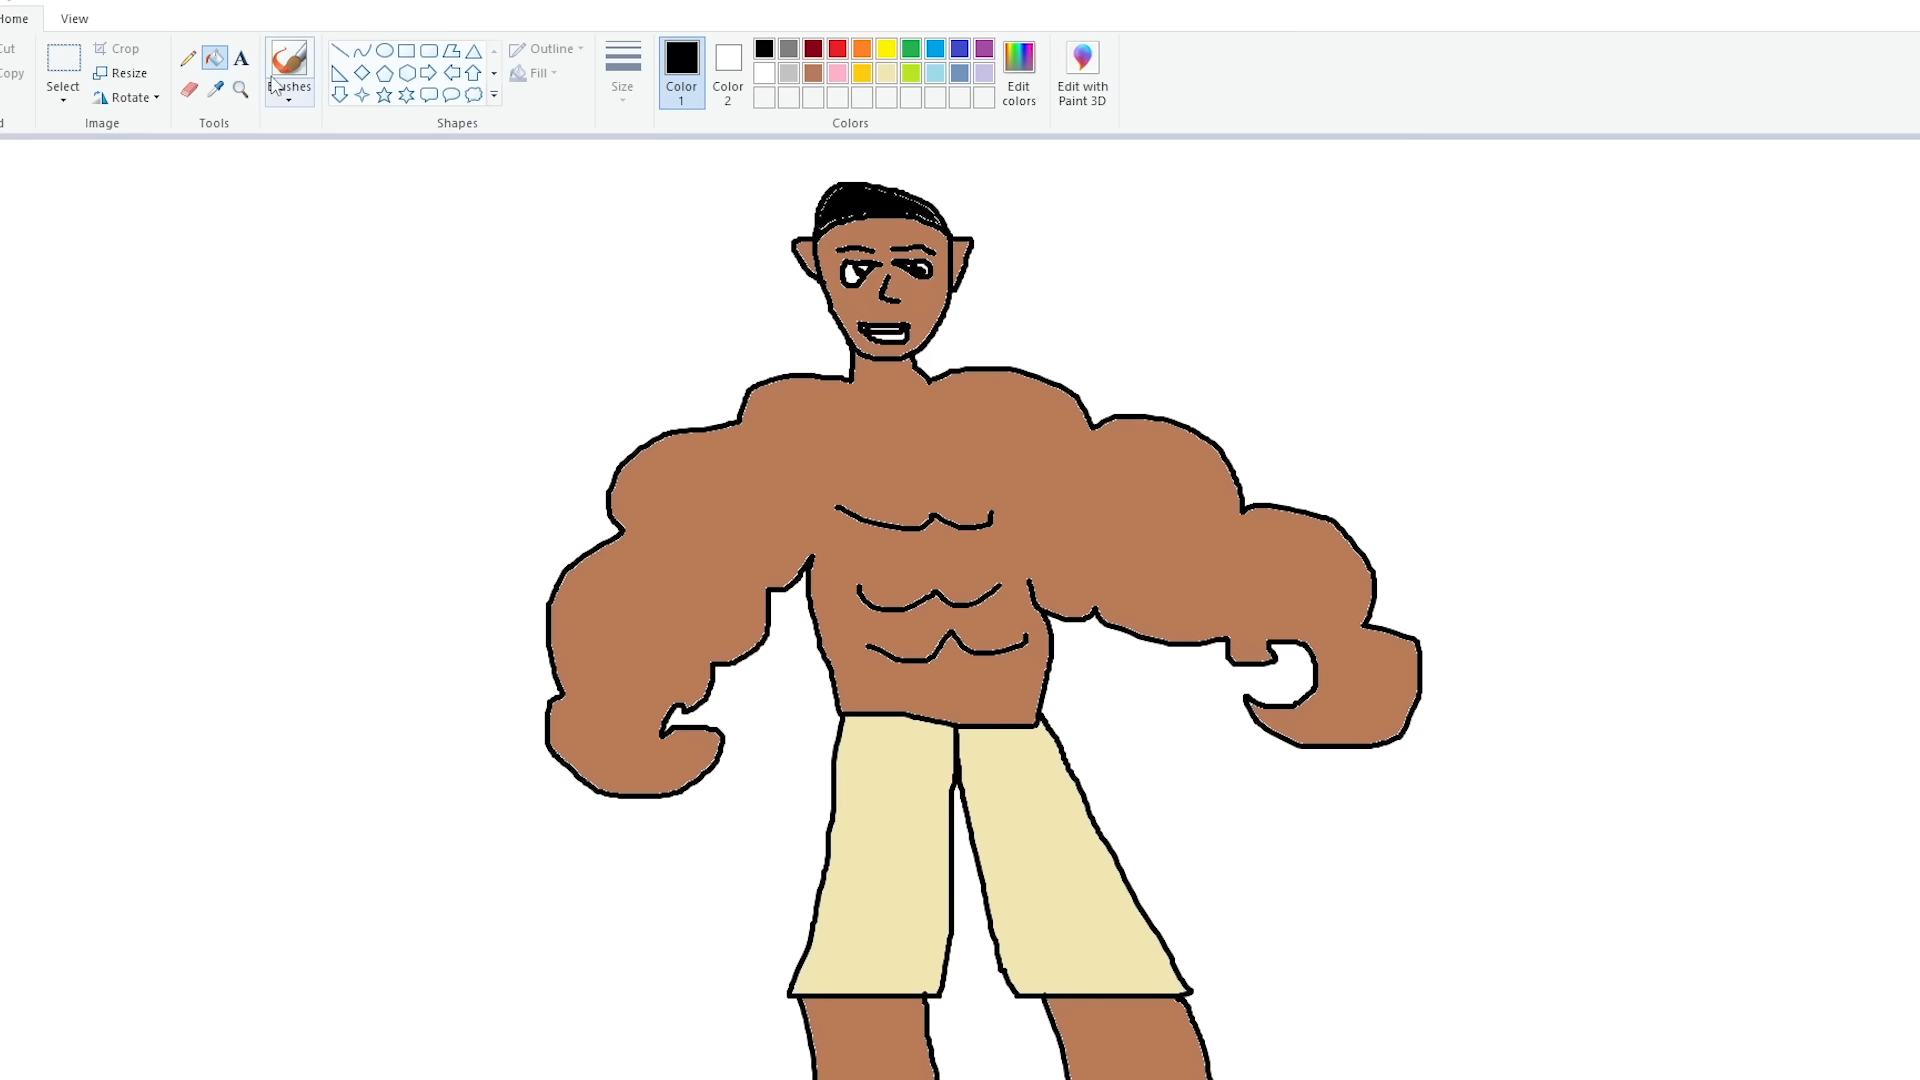 Home
View
Cut
Copy
Select
Crop
Resize
Rotate
Image
A
Tools
Brushes
Shapes
Outline
Fill
Size
Color
1
Color
2
Colors
Edit
colors
Edit with
Paint 3D